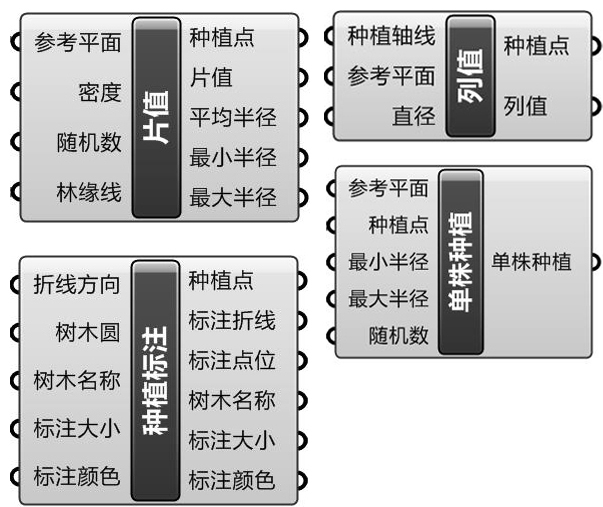 参考平面
密度
随机数
林缘线
片值
种植点
片值
平均半径
最小半径
最大半径
种植轴线
参考平面
直径
列值
种植点
列值
参考平面
种植点
最小半径
最大半径
随机数
单株种植
单株种植
折线方向
树木圆
树木名称
标注大小
标注颜色
种植标注
种植点
标注折线
标注点位
树木名称
标注大小
标注颜色